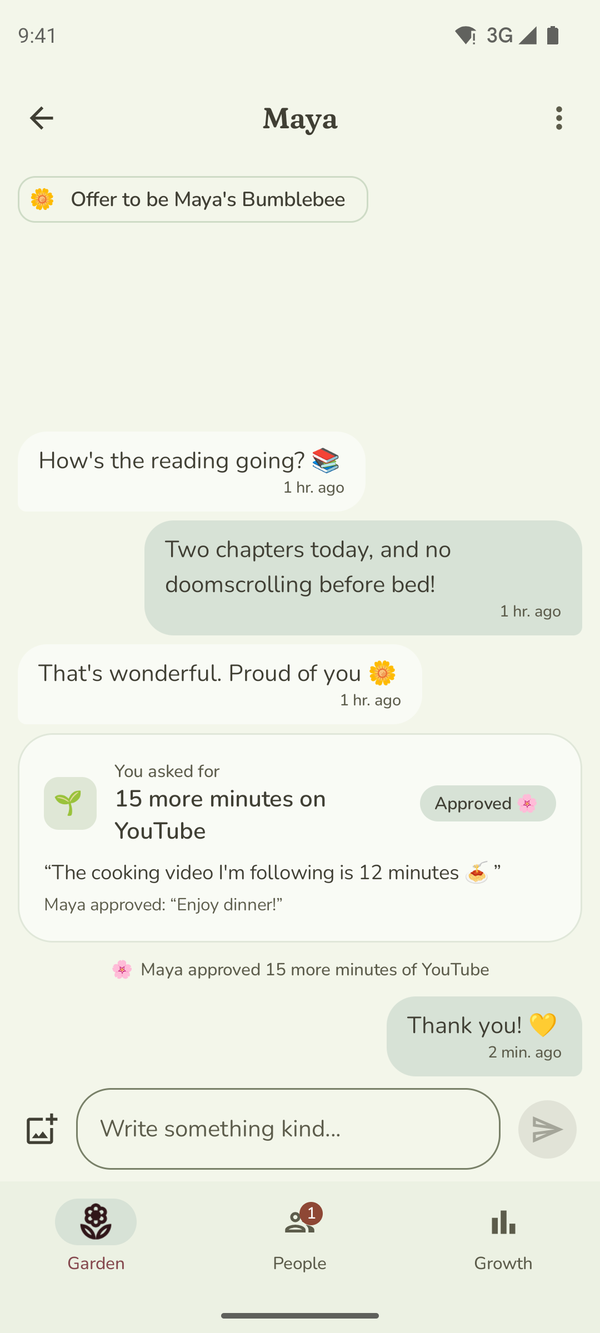 9:41
3G
Maya
🌼 Offer to be Maya's Bumblebee
How's the reading going? 📚
1 hr. ago
Two chapters today, and no
doomscrolling before bed!
1 hr. ago
That's wonderful. Proud of you 🌼
1 hr. ago
You asked for
15 more minutes on
YouTube
Approved 🌸
“The cooking video I'm following is 12 minutes 🍝 ”
Maya approved: “Enjoy dinner!”
🌸 Maya approved 15 more minutes of YouTube
Thank you! 💛
2 min. ago
Write something kind...
1
Garden
People
Growth